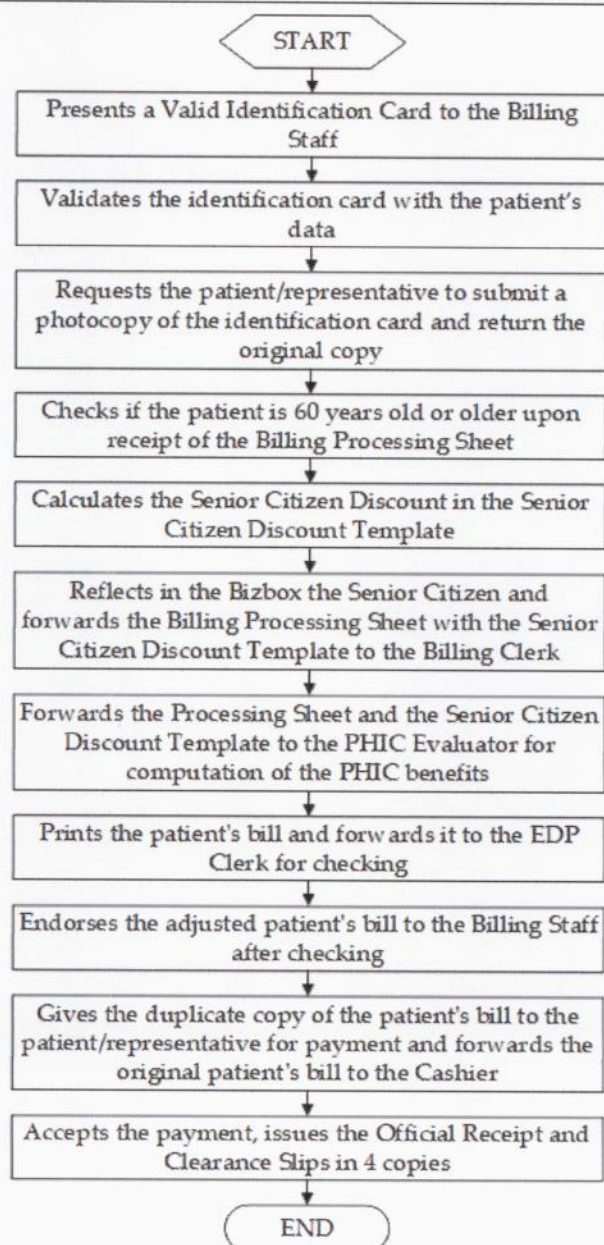 START
Presents a Valid Identification Card to the Billing
Staff
Validates the identification card with the patient's
data
Requests the patient/representative to submit a
photocopy of the identification card and return the
original copy
Checks if the patient is 60 years old or older upon
receipt of the Billing Processing Sheet
Calculates the Senior Citizen Discount in the Senior
Citizen Discount Template
Reflects in the Bizbox the Senior Citizen and
forwards the Billing Processing Sheet with the Senior
Citizen Discount Template to the Billing Clerk
Forwards the Processing Sheet and the Senior Citizen
Discount Template to the PHIC Evaluator for
computation of the PHIC benefits
Prints the patient's bill and forwards it to the EDP
Clerk for checking
Endorses the adjusted patient's bill to the Billing Staff
after checking
Gives the duplicate copy of the patient's bill to the
patient/representative for payment and forwards the
original patient's bill to the Cashier
Accepts the payment, issues the Official Receipt and
Clearance Slips in 4 copies
END